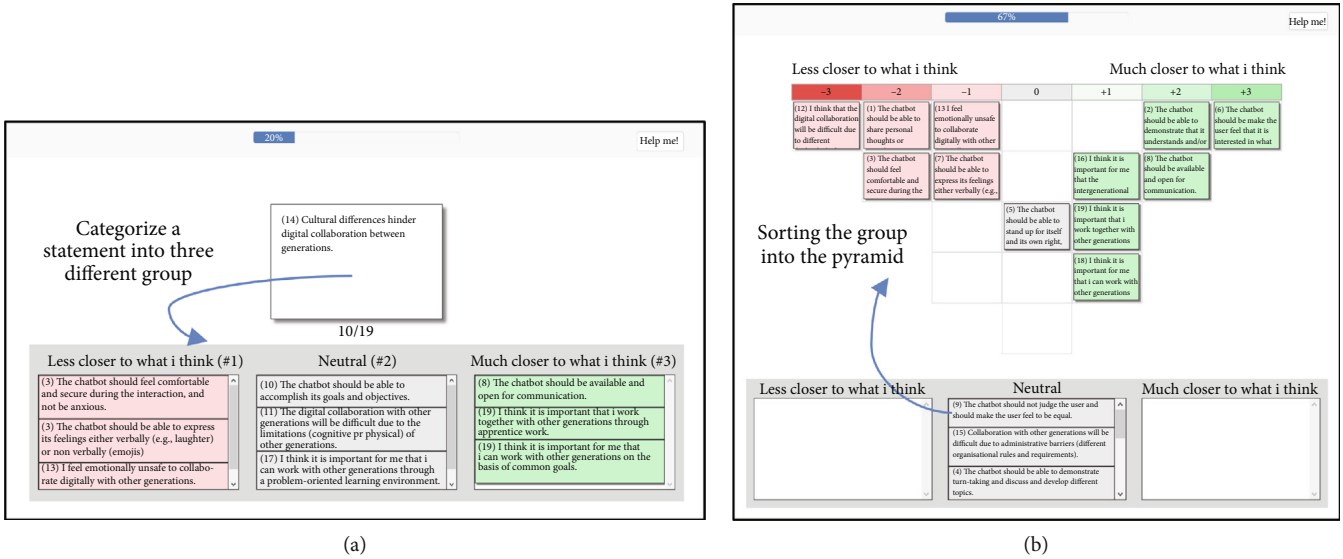 20%
Help me!
Categorize a
statement into three
different group
(14) Cultural differences hinder
digital collaboration between
generations.
10/19
Less closer to what i think (#1)
(3) The chatbot should feel comfortable
and secure during the interaction, and
not be anxious.
(3) The chatbot should be able to express
its feelings either verbally (e.g., laughter)
or non verbally (emojis)
(13) I feel emotionally unsafe to collabo-
rate digitally with other generations.
Neutral (#2)
(10) The chatbot should be able to
accomplish its goals and objectives.
(11) The digital collaboration with other
generations will be difficult due to the
limitations (cognitive pr physical) of
other generations.
(17) I think it is important for me that i
can work with other generations through
a problem-oriented learning environment.
Much closer to what i think (#3)
(8) The chatbot should be available and
open for communication.
(19) I think it is important that i work
together with other generations through
apprentice work.
(19) I think it is important for me that
i can work with other generations on the
basis of common goals.
(a)
67%
Help me!
Less closer to what i think
Much closer to what i think
–3
–2
–1
0
+1
+2
+3
(12) I think that the
digital collaboration
will be difficult due
to different
(1) The chatbot
should be able to
share personal
thoughts or
(13 I feel
emotionally unsafe
to collaborate
digitally with other
(2) The chatbot
should be able to
demonstrate that it
understands and/or
(6) The chatbot
should be make the
user feel that it is
interested in what
(3) The chatbot
should feel
comfortable and
secure during the
(7) The chatbot
should be able to
express its feelings
either verbally (e.g.,
(16) I think it is
important for me
that the
intergenerational
(8) The chatbot
should be available
and open for
communication.
(5) The chatbot
should be able to
stand up for itself
and its own right,
(19) I think it is
important that i
work together with
other generations
(18) I think it is
important for me
that i can work with
other generations
Sorting the group
into the pyramid
Less closer to what i think
Neutral
(9) The chatbot should not judge the user and
should make the user feel to be equal.
(15) Collaboration with other generations will be
difficult due to administrative barriers (different
organisational rules and requirements).
(4) The chatbot should be able to demonstrate
turn-taking and discuss and develop different
topics.
Much closer to what i think
(b)